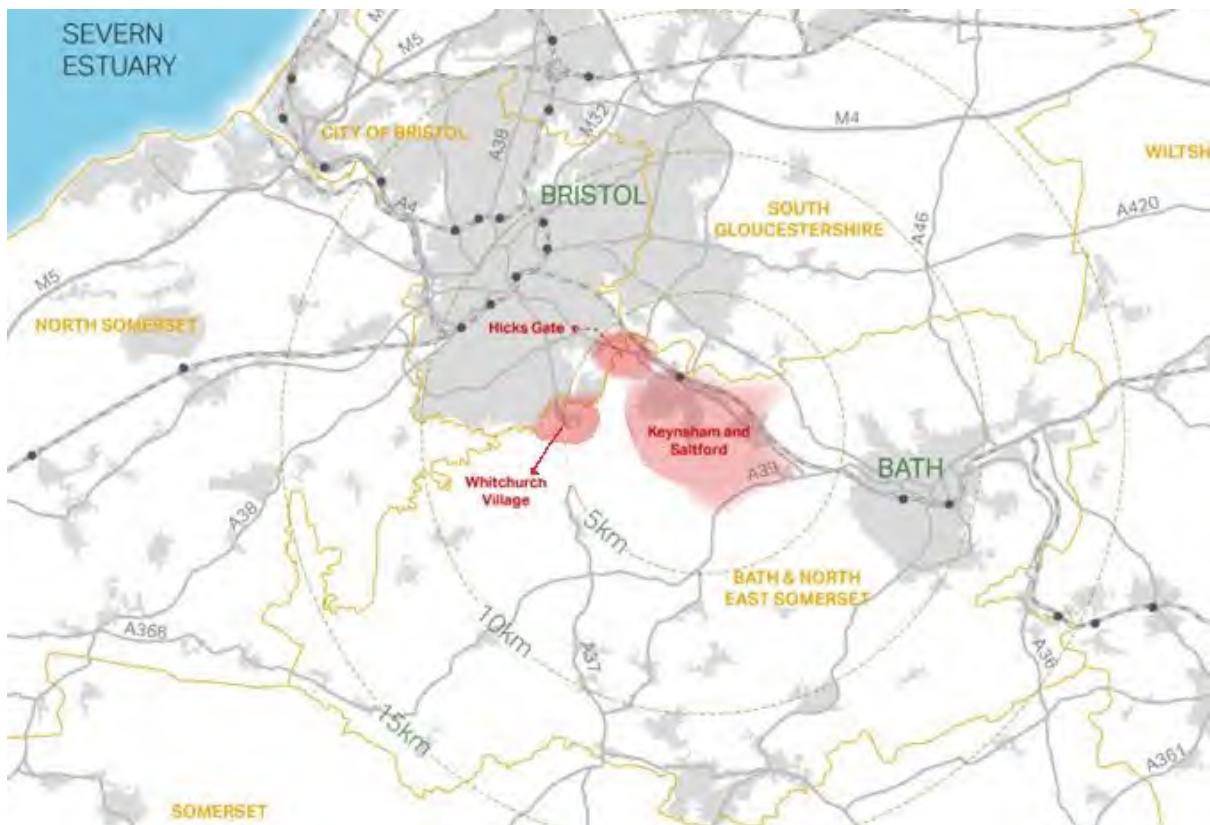 SEVERN
ESTUARY
M5
M5
CITY OF BRISTOL
A38
M32
M4
WILTSH
A4
BRISTOL
SOUTH
GLOUCESTERSHIRE
A46
A420
M5
NORTH SOMERSET
Hicks Gate
Keynsham and
Saltford
Whitchurch
Village
A39
BATH
A38
5km
BATH & NORTH
EAST SOMERSET
10km
A368
A37
A36
15km
A361
SOMERSET